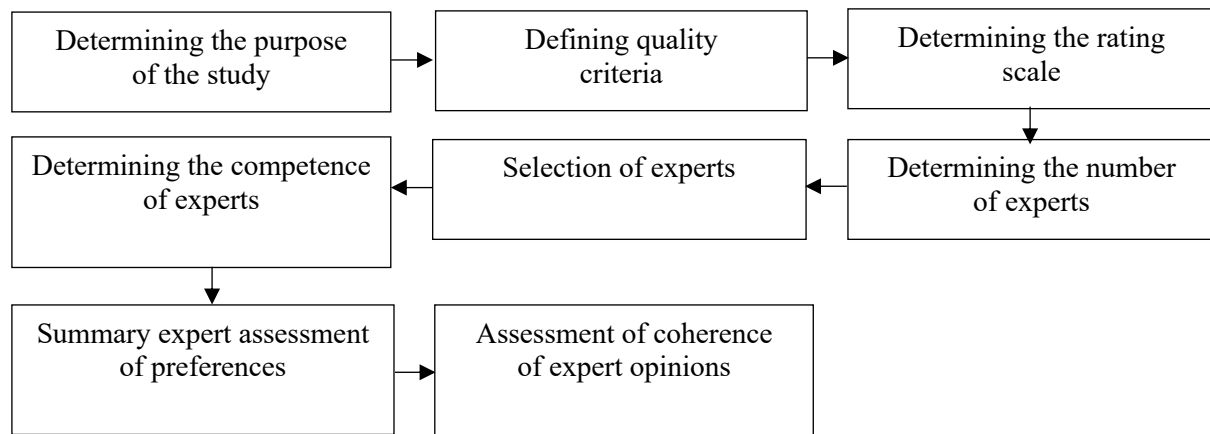 Determining the purpose
of the study
Defining quality
criteria
Determining the rating
scale
Determining the number
of experts
Selection of experts
Determining the competence
of experts
Summary expert assessment
of preferences
Assessment of coherence
of expert opinions